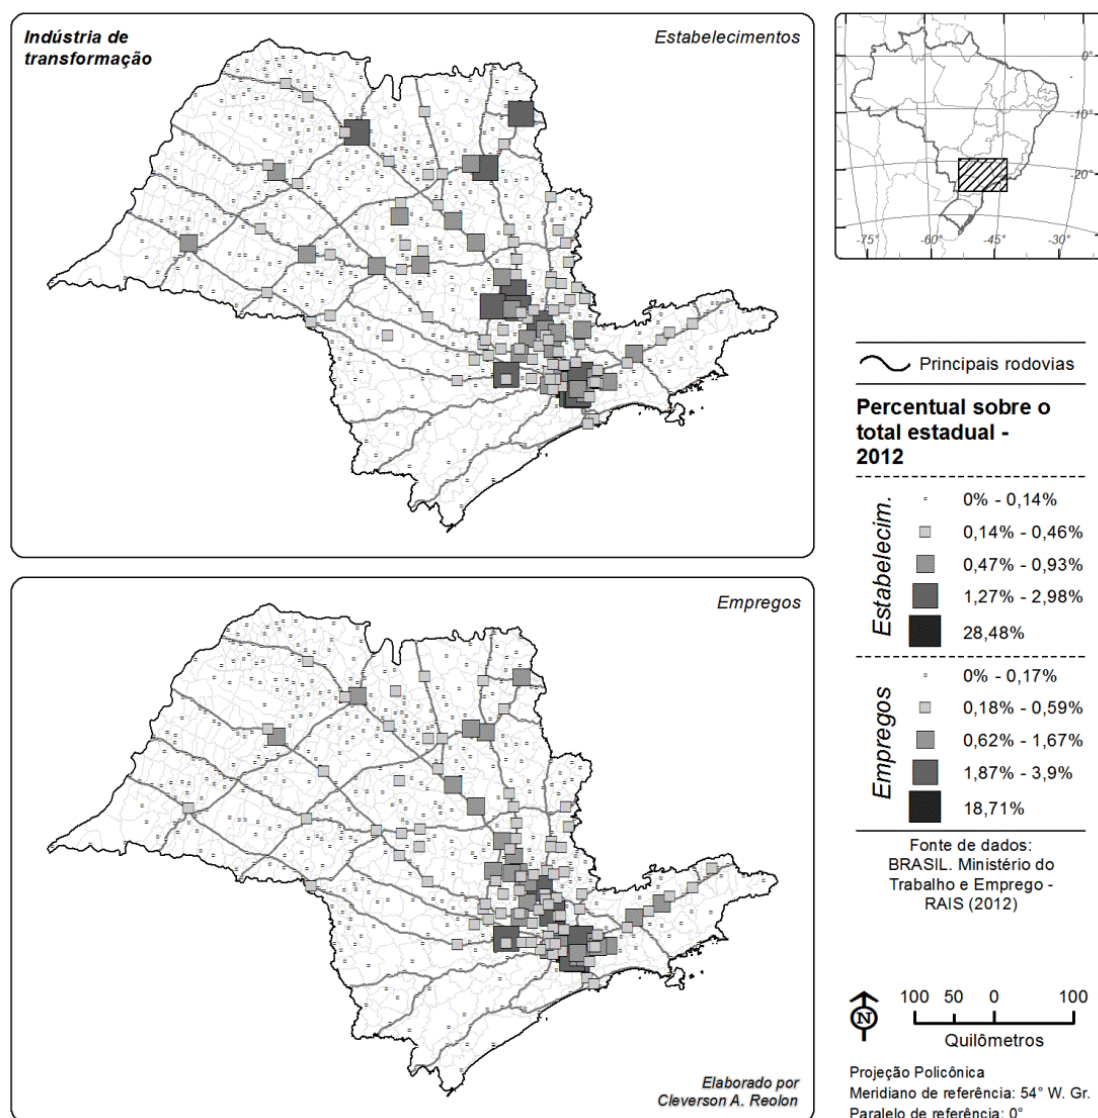 Indústria de
transformação
Estabelecimentos
0°
-10°
-20°
-75°
-60°
-45°
-30°
Principais rodovias
Percentual sobre o
total estadual -
2012
Estabelecim.
0% - 0,14%
0,14% - 0,46%
0,47% - 0,93%
1,27% - 2,98%
28,48%
Empregos
Empregos
0% - 0,17%
0,18% - 0,59%
0,62% - 1,67%
1,87% - 3,9%
18,71%
Fonte de dados:
BRASIL. Ministério do
Trabalho e Emprego -
RAIS (2012)
N
100 50 0 100
Quilômetros
Elaborado por
Cleverson A. Reolon
Projeção Policônica
Meridiano de referência: 54° W. Gr.
Paralelo de referência: 0°